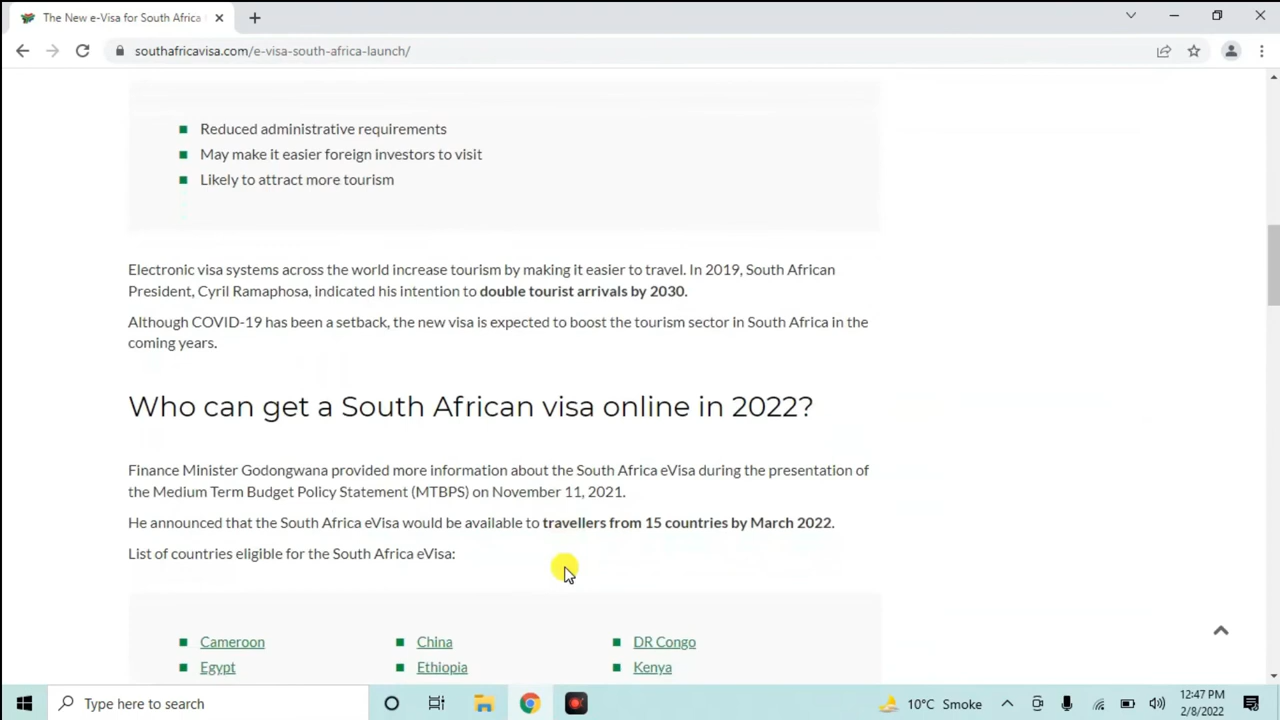 The New e-Visa for South Africa
southafricavisa.com/e-visa-south-africa-launch/
Reduced administrative requirements
May make it easier foreign investors to visit
Likely to attract more tourism
Electronic visa systems across the world increase tourism by making it easier to travel. In 2019, South African
President, Cyril Ramaphosa, indicated his intention to double tourist arrivals by 2030.
Although COVID-19 has been a setback, the new visa is expected to boost the tourism sector in South Africa in the
coming years.
Who can get a South African visa online in 2022?
Finance Minister Godongwana provided more information about the South Africa eVisa during the presentation of
the Medium Term Budget Policy Statement (MTBPS) on November 11, 2021.
He announced that the South Africa eVisa would be available to travellers from 15 countries by March 2022.
List of countries eligible for the South Africa eVisa:
Cameroon China DR Congo
Egypt Ethiopia Kenya
Type here to search
10°C Smoke
12:47 PM
2/8/2022